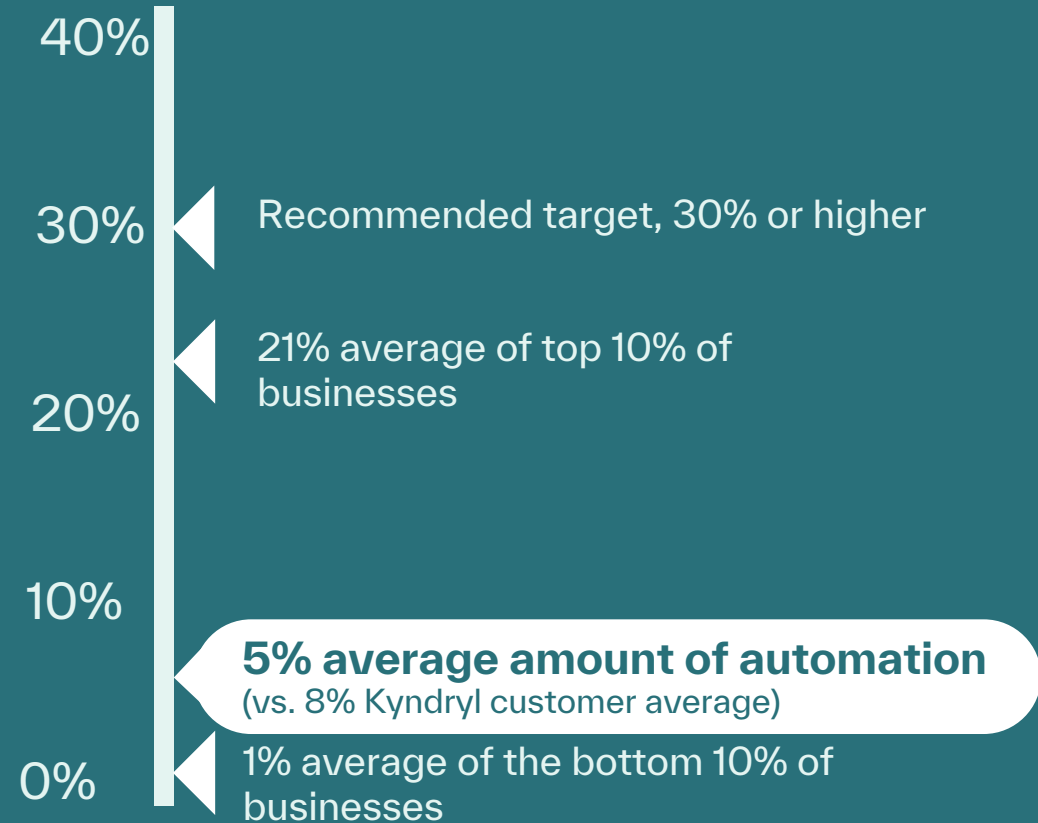 40%
30%
Recommended target, 30% or higher
21% average of top 10% of
businesses
20%
10%
5% average amount of automation
(vs. 8% Kyndryl customer average)
1% average of the bottom 10% of
businesses
0%